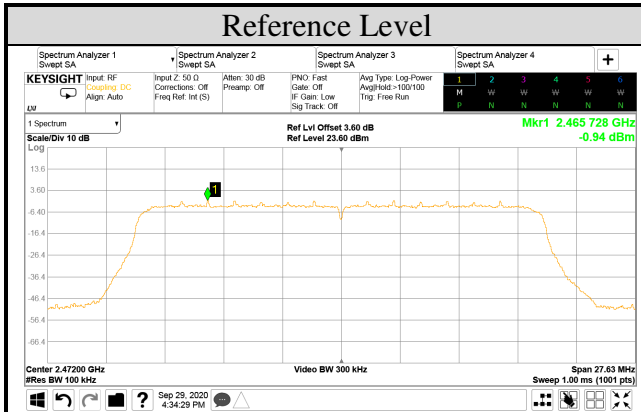 Reference Level
Spectrum Analyzer 1
Swept SA
Spectrum Analyzer 2
Swept SA
Spectrum Analyzer 3
Swept SA
Spectrum Analyzer 4
Swept SA
+
KEYSIGHT
Input: RF
Coupling: DC
Align: Auto
Input Z: 50 Ω
Corrections: Off
Freq Ref: Int (S)
Atten: 30 dB
Preamp: Off
PNO: Fast
Gate: Off
IF Gain: Low
Sig Track: Off
Avg Type: Log-Power
Avg|Hold:>100/100
Trig: Free Run
1 2 3 4 5 6
M W W W W W
P N N N N N
LXI
1 Spectrum
Scale/Div 10 dB
Ref Lvl Offset 3.60 dB
Ref Level 23.60 dBm
Mkr1 2.465 728 GHz
-0.94 dBm
Log
13.6
3.60
-6.40
-16.4
-26.4
-36.4
-46.4
-56.4
-66.4
1
Center 2.47200 GHz
#Res BW 100 kHz
Video BW 300 kHz
Span 27.63 MHz
Sweep 1.00 ms (1001 pts)
?
Sep 29, 2020
4:34:29 PM